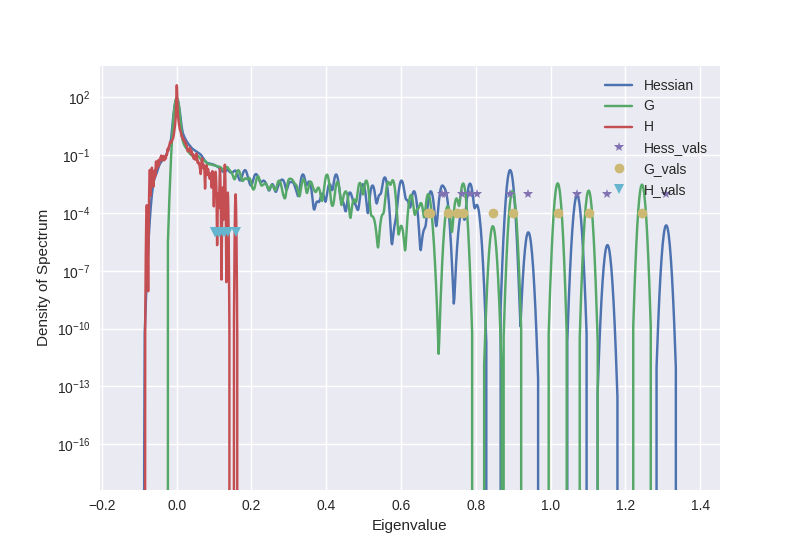 10²
10⁻¹
10⁻⁴
10⁻⁷
10⁻¹⁰
10⁻¹³
10⁻¹⁶
Density of Spectrum
Hessian
G
H
Hess_vals
G_vals
H_vals
−0.2 0.0 0.2 0.4 0.6 0.8 1.0 1.2 1.4
Eigenvalue